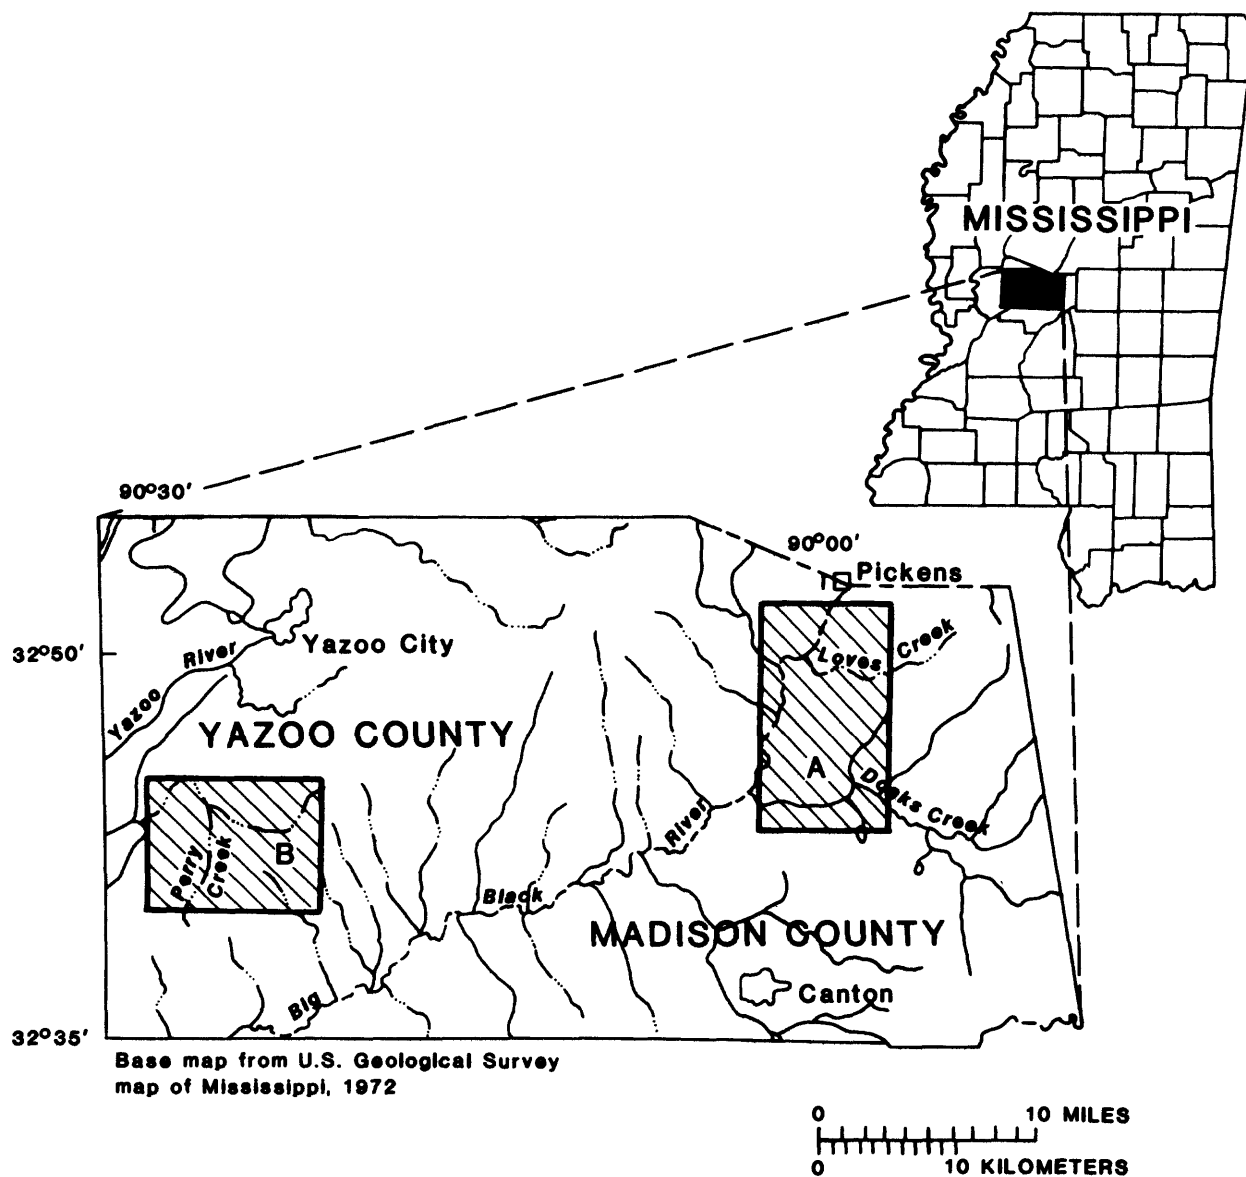 MISSISSIPPI
90°30'
90°00'
Pickens
32°50'
Yazoo River
Yazoo City
Loves Creek
YAZOO COUNTY
A
Doaks Creek
B
Perry Creek
Big Black River
MADISON COUNTY
Canton
32°35'
Base map from U.S. Geological Survey
map of Mississippi, 1972
0 10 MILES
0 10 KILOMETERS